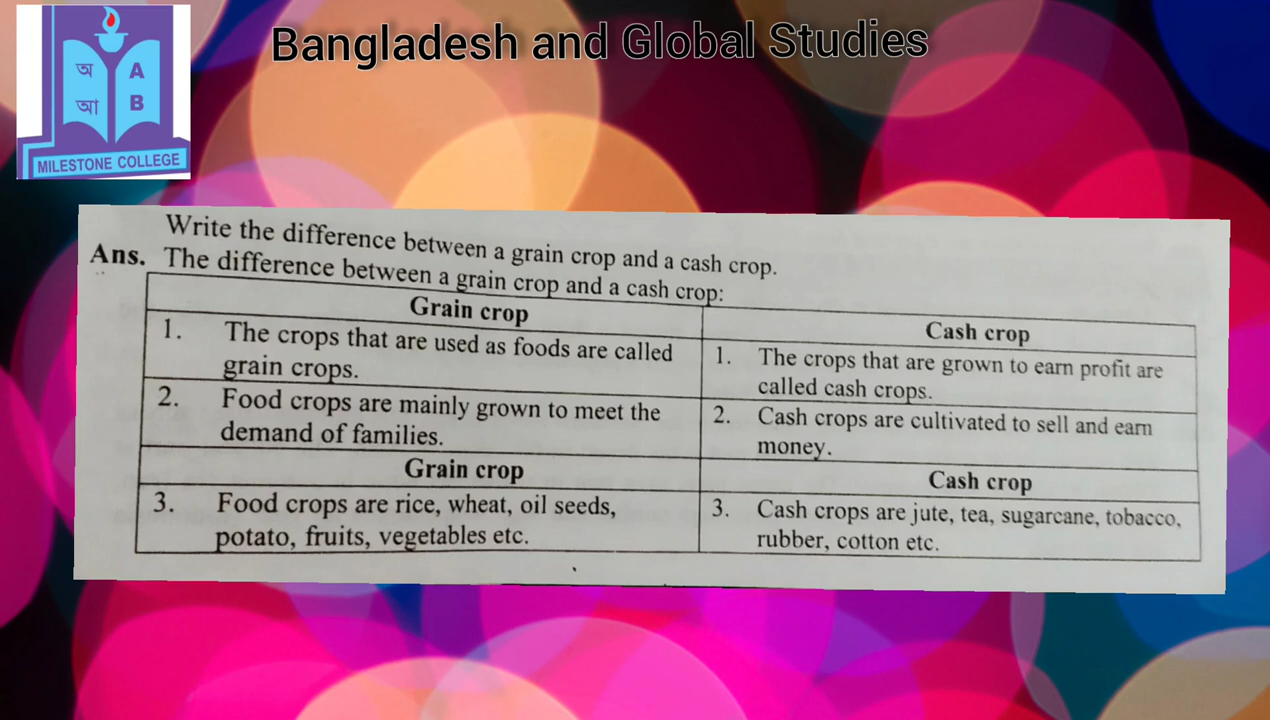 Bangladesh and Global Studies
অ A
আ B
MILESTONE COLLEGE
Write the difference between a grain crop and a cash crop.
Ans. The difference between a grain crop and a cash crop:
Grain crop
Cash crop
1. The crops that are used as foods are called
grain crops.
1. The crops that are grown to earn profit are
called cash crops.
2. Food crops are mainly grown to meet the
demand of families.
2. Cash crops are cultivated to sell and earn
money.
Grain crop
Cash crop
3. Food crops are rice, wheat, oil seeds,
potato, fruits, vegetables etc.
3. Cash crops are jute, tea, sugarcane, tobacco,
rubber, cotton etc.